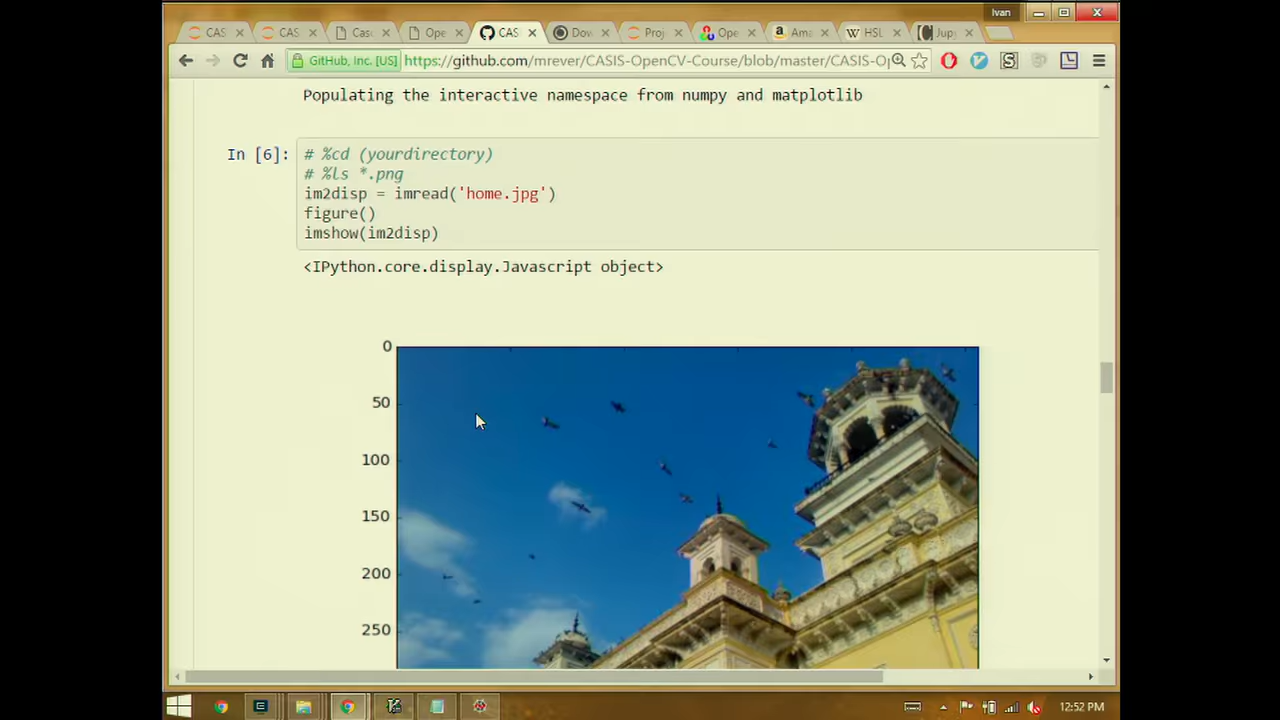 Ivan
CAS
CAS
Cas
Ope
CAS
Dov
Proj
Ope
Ama
HSL
Jup
GitHub, Inc. [US]
https://github.com/mrever/CASIS-OpenCV-Course/blob/master/CASIS-O
Populating the interactive namespace from numpy and matplotlib
In [6]:
# %cd (yourdirectory)
# %ls *.png
im2disp = imread('home.jpg')
figure()
imshow(im2disp)
<IPython.core.display.Javascript object>
0
50
100
150
200
250
12:52 PM